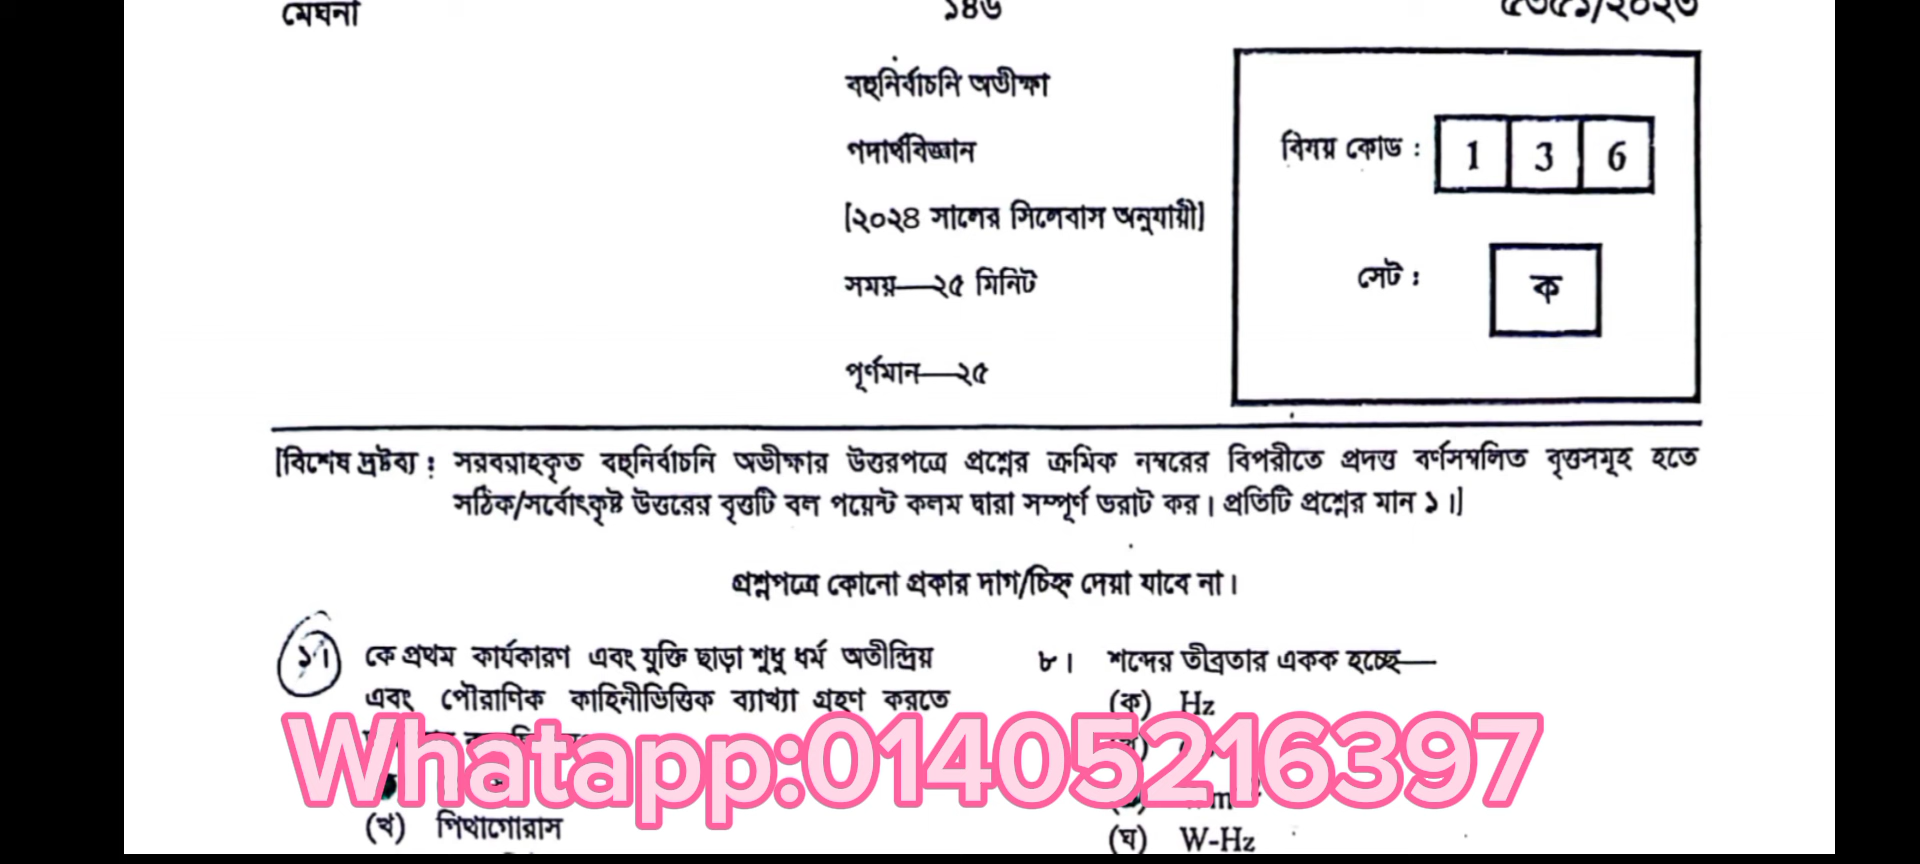 মেঘনা
১৪৬
বহুনির্বাচনি অভীক্ষা
পদার্থবিজ্ঞান
[২০২৪ সালের সিলেবাস অনুযায়ী]
সময়—২৫ মিনিট
পূর্ণমান—২৫
বিষয় কোড : 1 3 6
সেট : ক
[বিশেষ দ্রষ্টব্য : সরবরাহকৃত বহুনির্বাচনি অভীক্ষার উত্তরপত্রে প্রশ্নের ক্রমিক নম্বরের বিপরীতে প্রদত্ত বর্ণসম্বলিত বৃত্তসমূহ হতে
সঠিক/সর্বোৎকৃষ্ট উত্তরের বৃত্তটি বল পয়েন্ট কলম দ্বারা সম্পূর্ণ ভরাট কর। প্রতিটি প্রশ্নের মান ১।]
প্রশ্নপত্রে কোনো প্রকার দাগ/চিহ্ন দেয়া যাবে না।
১। কে প্রথম কার্যকারণ এবং যুক্তি ছাড়া শুধু ধর্ম অতীন্দ্রিয়
এবং পৌরাণিক কাহিনীভিত্তিক ব্যাখ্যা গ্রহণ করতে
(খ) পিথাগোরাস
৮। শব্দের তীব্রতার একক হচ্ছে—
(ক) Hz
(ঘ) W-Hz
Whatapp:01405216397